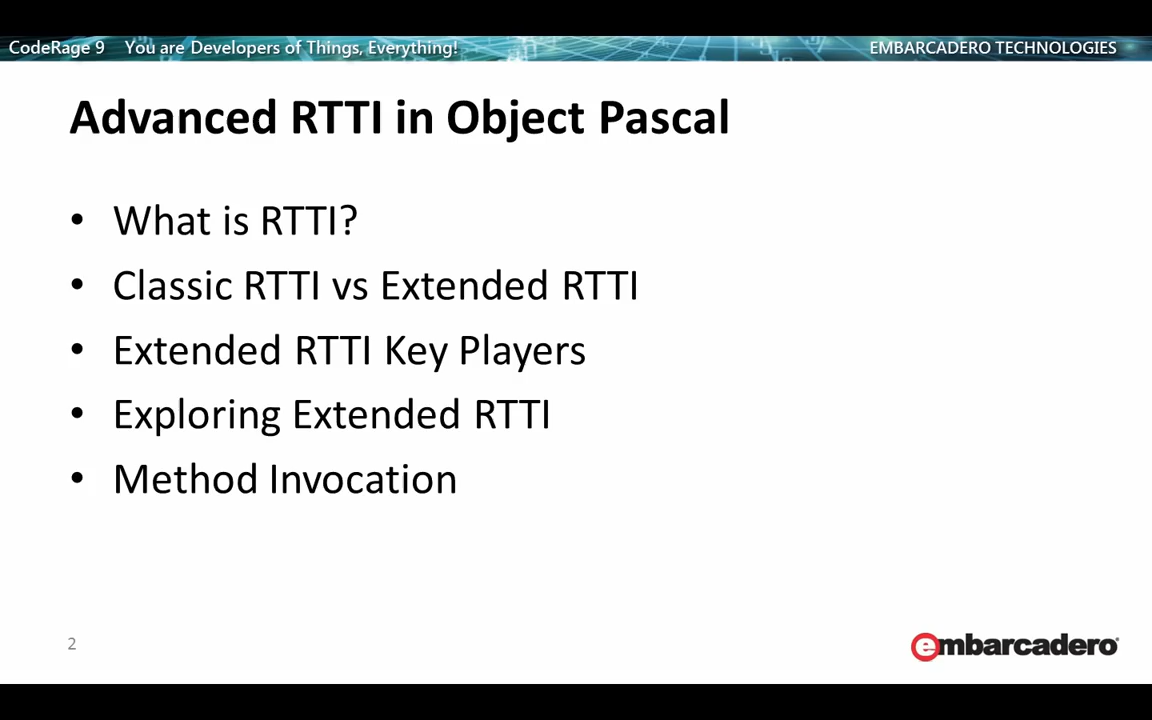 CodeRage 9 You are Developers of Things, Everything! EMBARCADERO TECHNOLOGIES
Advanced RTTI in Object Pascal
• What is RTTI?
• Classic RTTI vs Extended RTTI
• Extended RTTI Key Players
• Exploring Extended RTTI
• Method Invocation
2 embarcadero